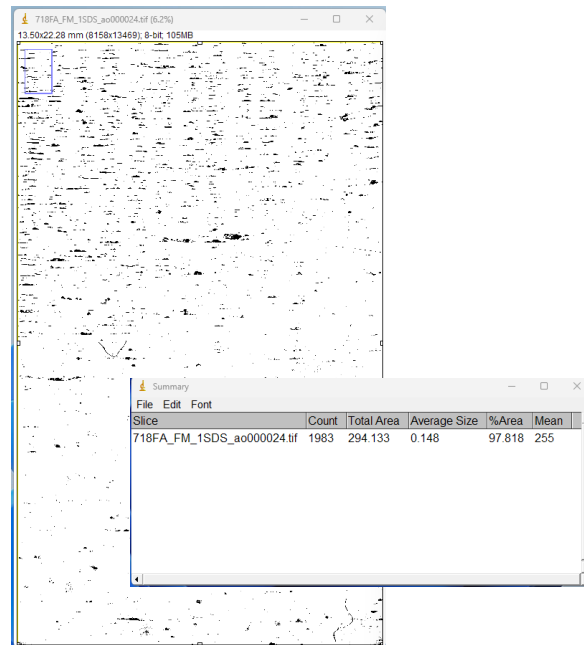 718FA_FM_1SDS_ao000024.tif (6.2%)
13.50x22.28 mm (8158x13469); 8-bit; 105MB
Summary
File Edit Font
Slice Count Total Area Average Size %Area Mean
718FA_FM_1SDS_ao000024.tif 1983 294.133 0.148 97.818 255